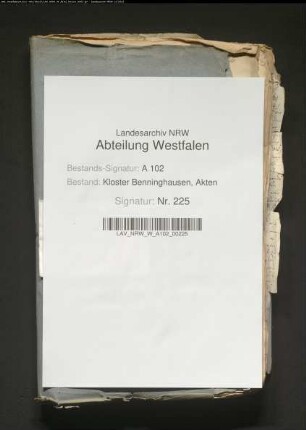 Landesarchiv NRW
Abteilung Westfalen
Bestands-Signatur: A 102
Bestand: Kloster Benninghausen, Akten
Signatur: Nr. 225
LAV_NRW_W_A102_00225